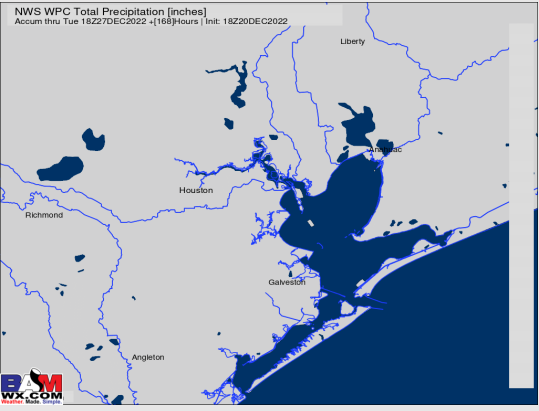 NWS WPC Total Precipitation [inches]
Accum thru Tue 18Z27DEC2022 +[168]Hours | Init: 18Z20DEC2022
Liberty
Anahuac
Houston
Richmond
Galveston
Angleton
BAM
WX.COM
Weather. Made. Simple.